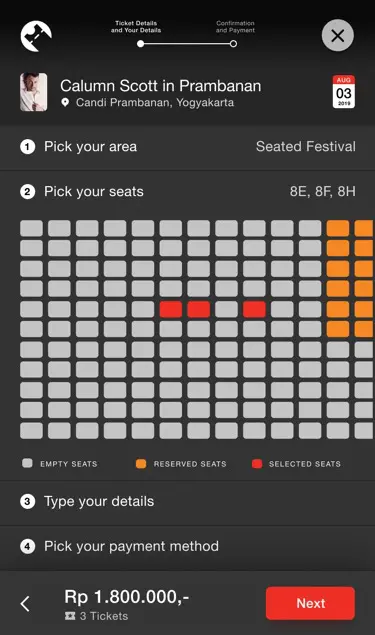 Ticket Details
and Your Details
Confirmation
and Payment
Calumn Scott in Prambanan
Candi Prambanan, Yogyakarta
AUG
03
2019
1 Pick your area Seated Festival
2 Pick your seats 8E, 8F, 8H
EMPTY SEATS RESERVED SEATS SELECTED SEATS
3 Type your details
4 Pick your payment method
Rp 1.800.000,-
3 Tickets
Next